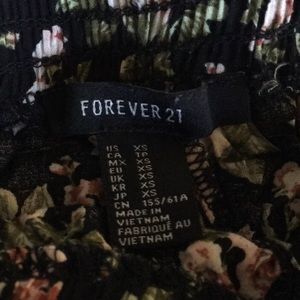 FOREVER 21
US XS
CA TP
MX XS
EU XS
UK XS
KR XS
JP XS
CN 155/61A
MADE IN
VIETNAM
FABRIQUÉ AU
VIETNAM